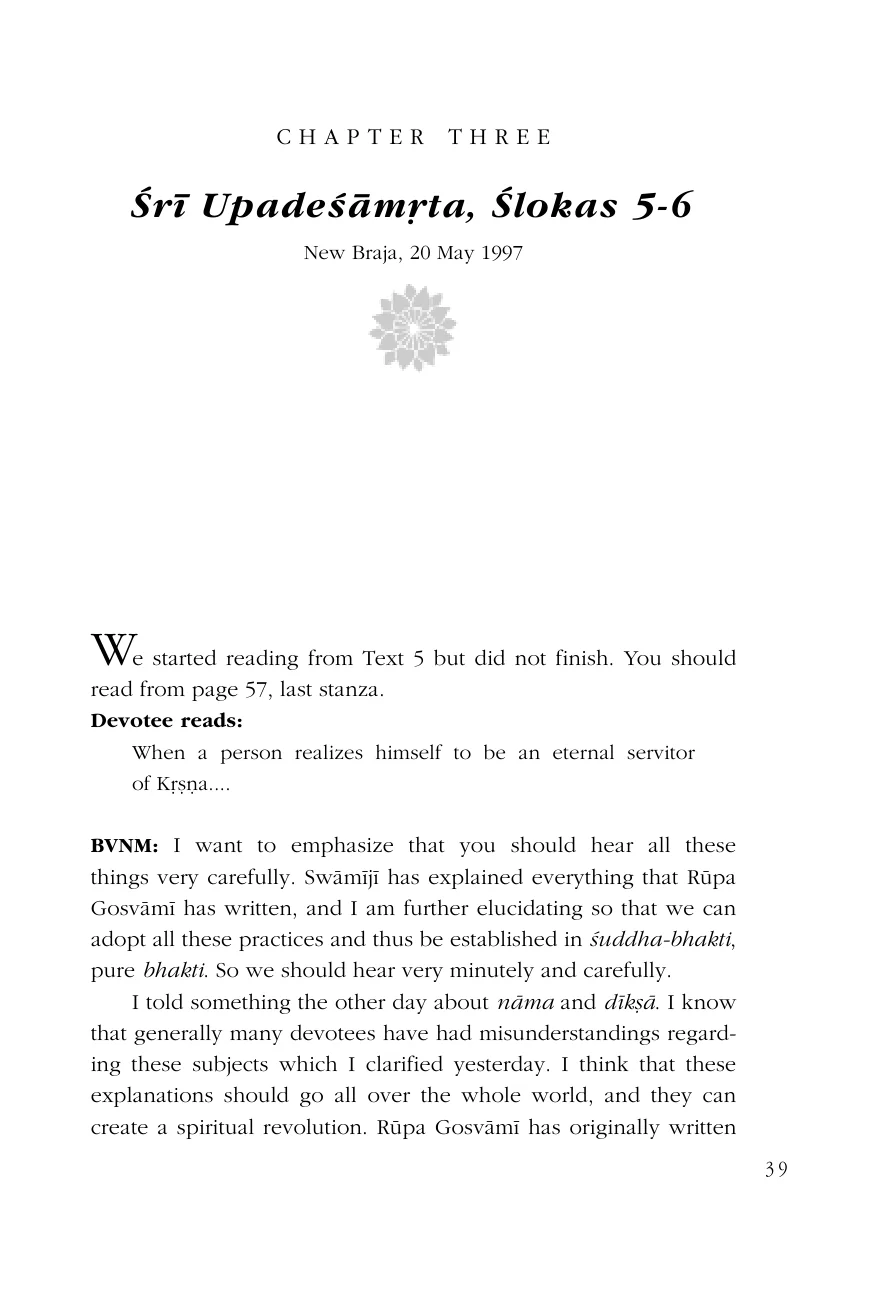 CHAPTER THREE
Śrī Upadeśāmṛta, Ślokas 5-6
New Braja, 20 May 1997
We started reading from Text 5 but did not finish. You should
read from page 57, last stanza.
Devotee reads:
When a person realizes himself to be an eternal servitor
of Kṛṣṇa....
BVNM: I want to emphasize that you should hear all these
things very carefully. Swāmījī has explained everything that Rūpa
Gosvāmī has written, and I am further elucidating so that we can
adopt all these practices and thus be established in śuddha-bhakti,
pure bhakti. So we should hear very minutely and carefully.
I told something the other day about nāma and dīkṣā. I know
that generally many devotees have had misunderstandings regard-
ing these subjects which I clarified yesterday. I think that these
explanations should go all over the whole world, and they can
create a spiritual revolution. Rūpa Gosvāmī has originally written
39